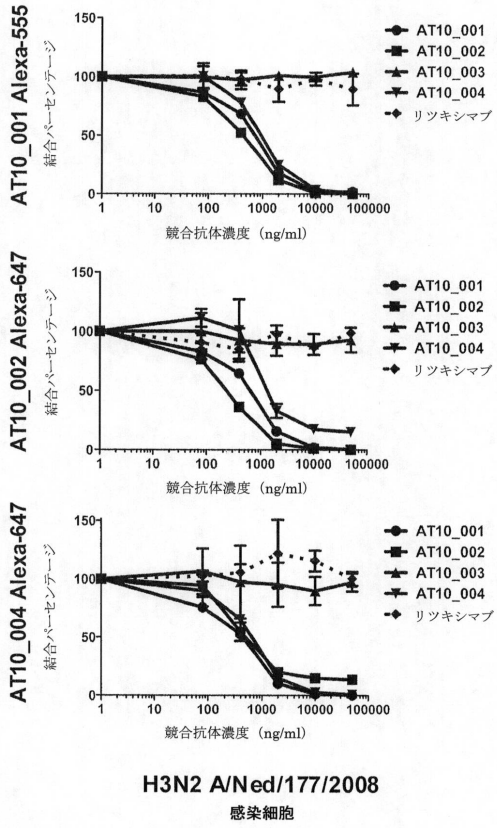 AT10_001 Alexa-555
結合パーセンテージ
150
100
50
0
1
10
100
1000
10000
100000
競合抗体濃度 (ng/ml)
AT10_001
AT10_002
AT10_003
AT10_004
リツキシマブ
AT10_002 Alexa-647
結合パーセンテージ
150
100
50
0
1
10
100
1000
10000
100000
競合抗体濃度 (ng/ml)
AT10_001
AT10_002
AT10_003
AT10_004
リツキシマブ
AT10_004 Alexa-647
結合パーセンテージ
150
100
50
0
1
10
100
1000
10000
100000
競合抗体濃度 (ng/ml)
AT10_001
AT10_002
AT10_003
AT10_004
リツキシマブ
H3N2 A/Ned/177/2008
感染細胞